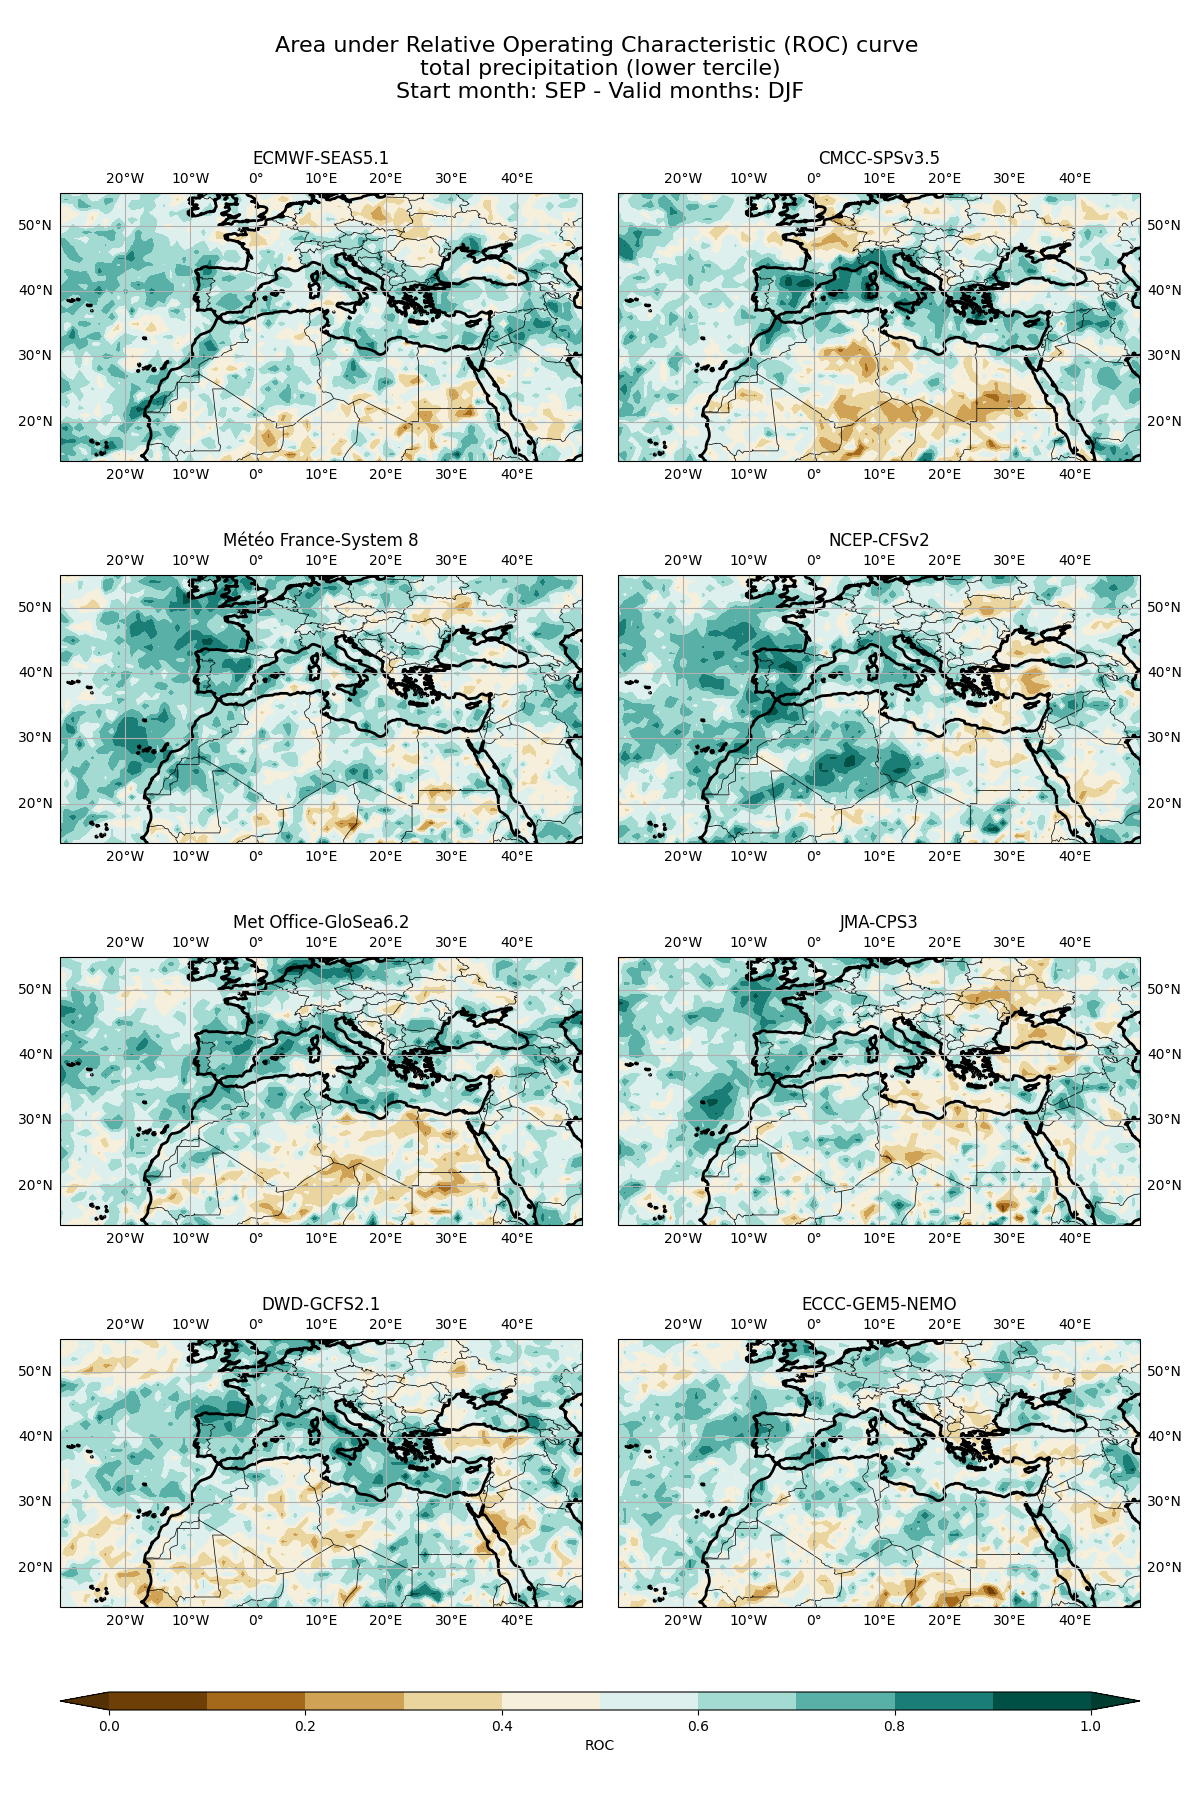 Area under Relative Operating Characteristic (ROC) curve
total precipitation (lower tercile)
Start month: SEP - Valid months: DJF
ECMWF-SEAS5.1
20°W 10°W 0° 10°E 20°E 30°E 40°E
50°N
40°N
30°N
20°N
20°W 10°W 0° 10°E 20°E 30°E 40°E
CMCC-SPSv3.5
20°W 10°W 0° 10°E 20°E 30°E 40°E
50°N
40°N
30°N
20°N
20°W 10°W 0° 10°E 20°E 30°E 40°E
Météo France-System 8
20°W 10°W 0° 10°E 20°E 30°E 40°E
50°N
40°N
30°N
20°N
20°W 10°W 0° 10°E 20°E 30°E 40°E
NCEP-CFSv2
20°W 10°W 0° 10°E 20°E 30°E 40°E
50°N
40°N
30°N
20°N
20°W 10°W 0° 10°E 20°E 30°E 40°E
Met Office-GloSea6.2
20°W 10°W 0° 10°E 20°E 30°E 40°E
50°N
40°N
30°N
20°N
20°W 10°W 0° 10°E 20°E 30°E 40°E
JMA-CPS3
20°W 10°W 0° 10°E 20°E 30°E 40°E
50°N
40°N
30°N
20°N
20°W 10°W 0° 10°E 20°E 30°E 40°E
DWD-GCFS2.1
20°W 10°W 0° 10°E 20°E 30°E 40°E
50°N
40°N
30°N
20°N
20°W 10°W 0° 10°E 20°E 30°E 40°E
ECCC-GEM5-NEMO
20°W 10°W 0° 10°E 20°E 30°E 40°E
50°N
40°N
30°N
20°N
20°W 10°W 0° 10°E 20°E 30°E 40°E
0.0 0.2 0.4 0.6 0.8 1.0
ROC